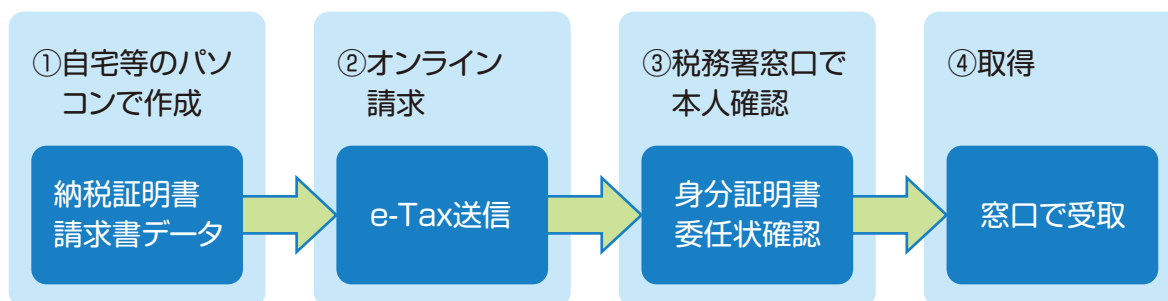 ①自宅等のパソ
コンで作成
納税証明書
請求書データ
②オンライン
請求
e-Tax送信
③税務署窓口で
本人確認
身分証明書
委任状確認
④取得
窓口で受取